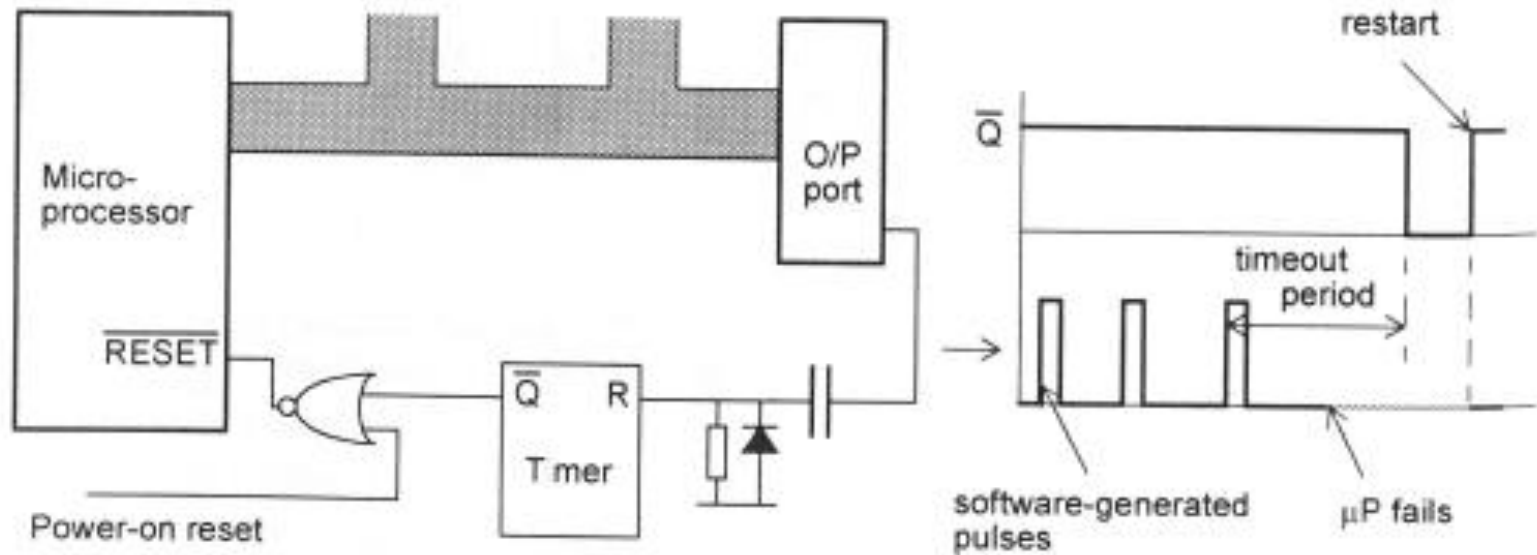 Micro-
processor
RESET
O/P
port
Q
R
T mer
Power-on reset
restart
Q
timeout
period
software-generated
pulses
µP fails